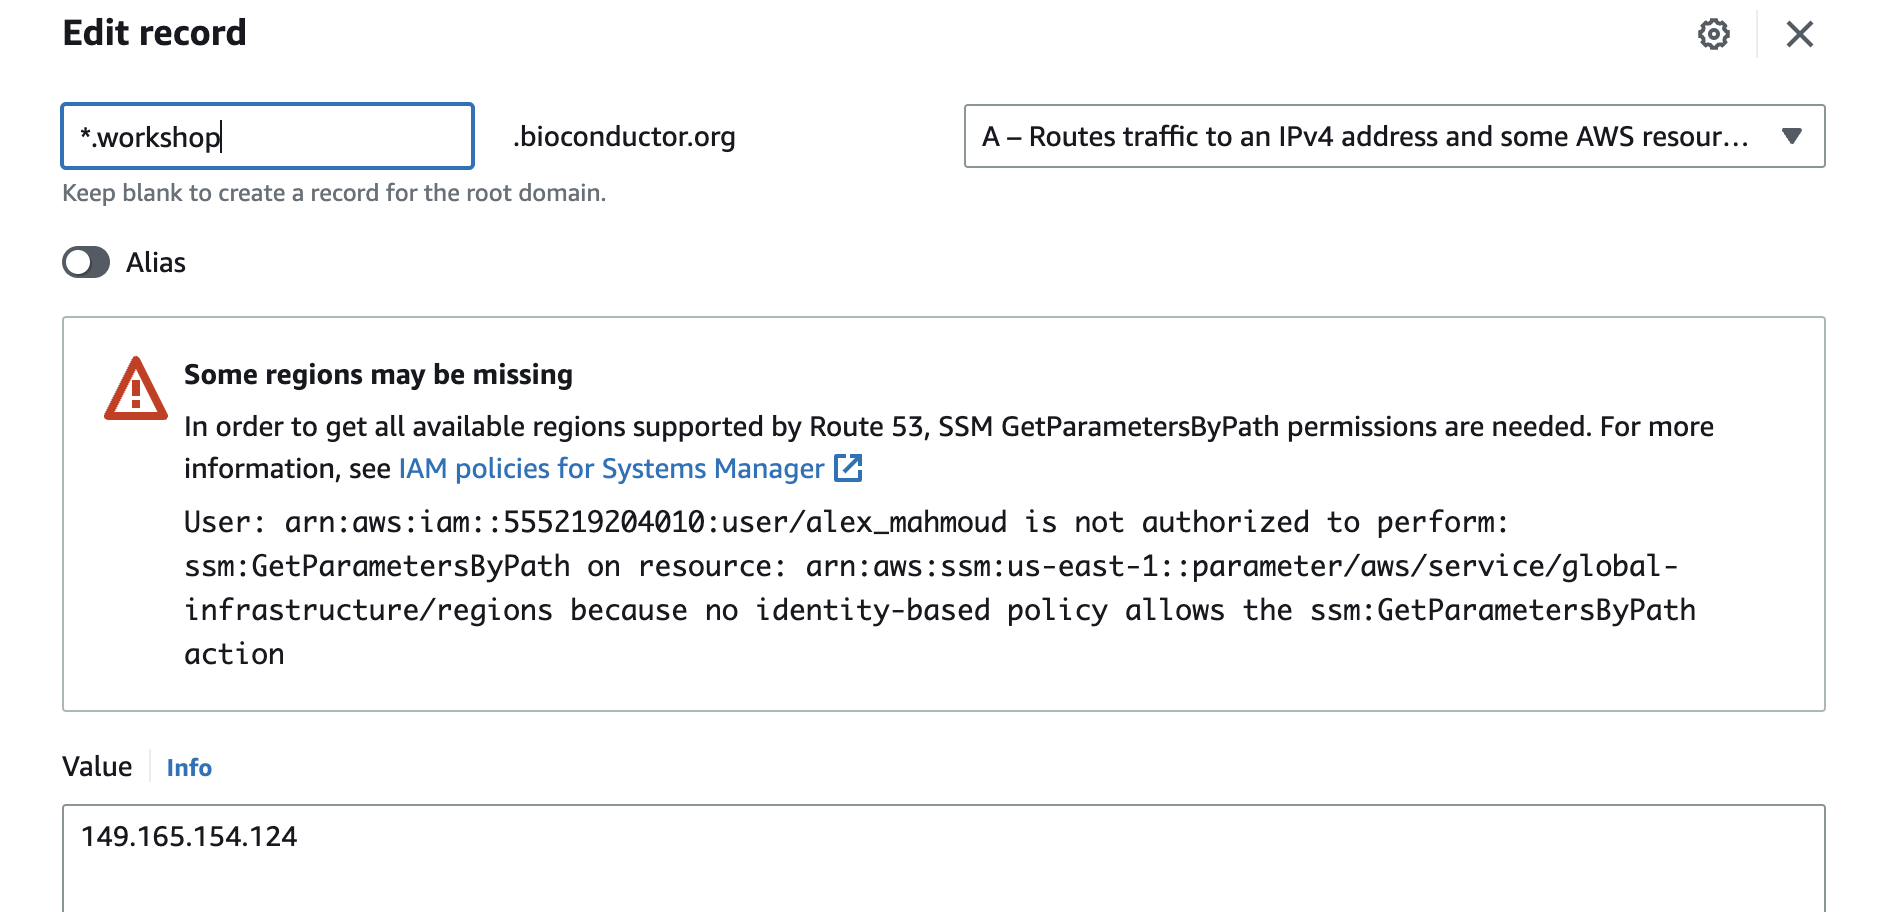 Edit record
*.workshop
.bioconductor.org
A – Routes traffic to an IPv4 address and some AWS resour...
Keep blank to create a record for the root domain.
Alias
Some regions may be missing
In order to get all available regions supported by Route 53, SSM GetParametersByPath permissions are needed. For more
information, see IAM policies for Systems Manager
User: arn:aws:iam::555219204010:user/alex_mahmoud is not authorized to perform:
ssm:GetParametersByPath on resource: arn:aws:ssm:us-east-1::parameter/aws/service/global-
infrastructure/regions because no identity-based policy allows the ssm:GetParametersByPath
action
Value
Info
149.165.154.124